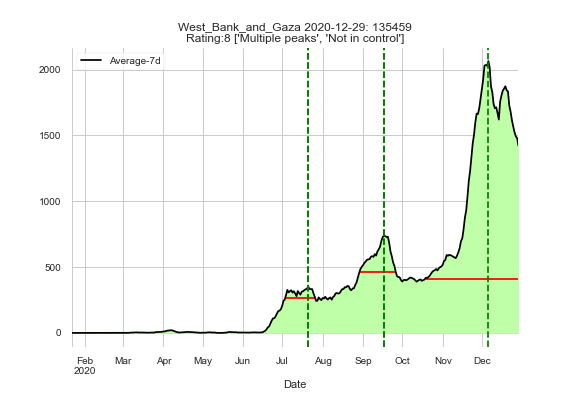 West_Bank_and_Gaza 2020-12-29: 135459
Rating:8 ['Multiple peaks', 'Not in control']
Average-7d
2000
1500
1000
500
0
Feb Mar Apr May Jun Jul Aug Sep Oct Nov Dec
2020
Date